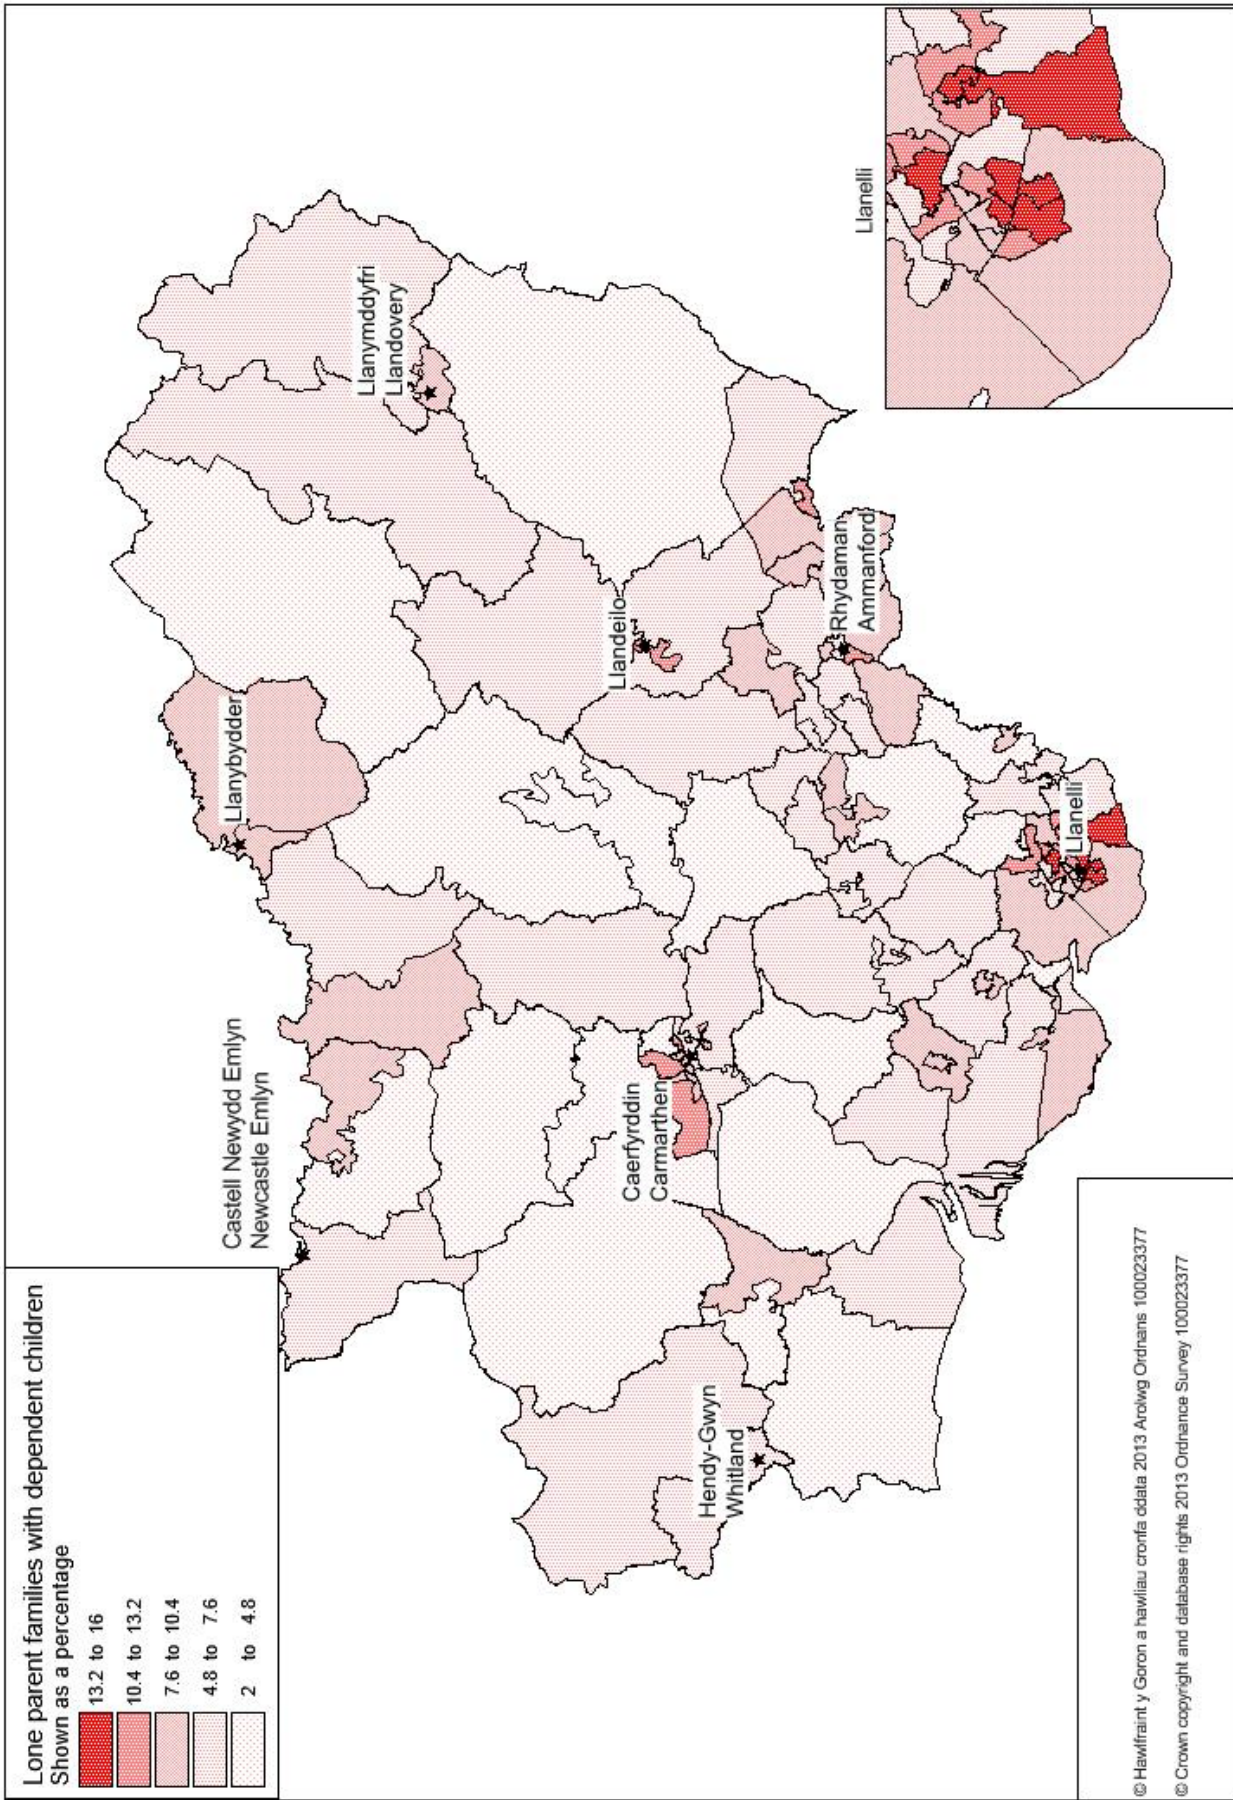 Lone parent families with dependent children
Shown as a percentage
13.2 to 16
10.4 to 13.2
7.6 to 10.4
4.8 to 7.6
2 to 4.8
Castell Newydd Emlyn
Newcastle Emlyn
Llanybydder
Llanymddyfri
Llandovery
Llandeilo
Caerfyrddin
Carmarthen
Hendy-Gwyn
Whitland
Rhydaman
Ammanford
Llanelli
Llanelli
© Hawlfraint y Goron a hawliau cronfa ddata 2013 Arolwg Ordnans 100023377
© Crown copyright and database rights 2013 Ordnance Survey 100023377